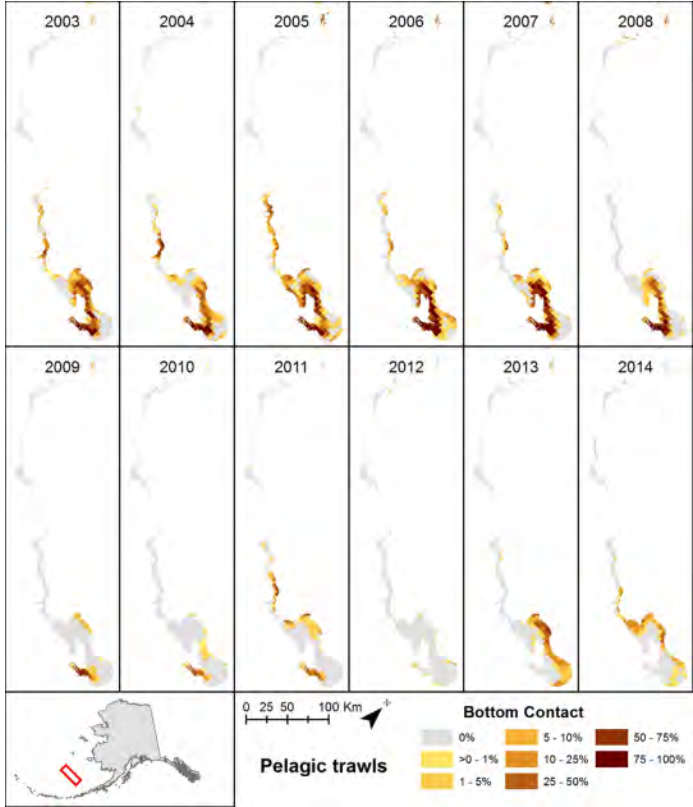 2003 2004 2005 2006 2007 2008
2009 2010 2011 2012 2013 2014
0 25 50 100 Km
N
Pelagic trawls
Bottom Contact
0% 5 - 10% 50 - 75%
>0 - 1% 10 - 25% 75 - 100%
1 - 5% 25 - 50%